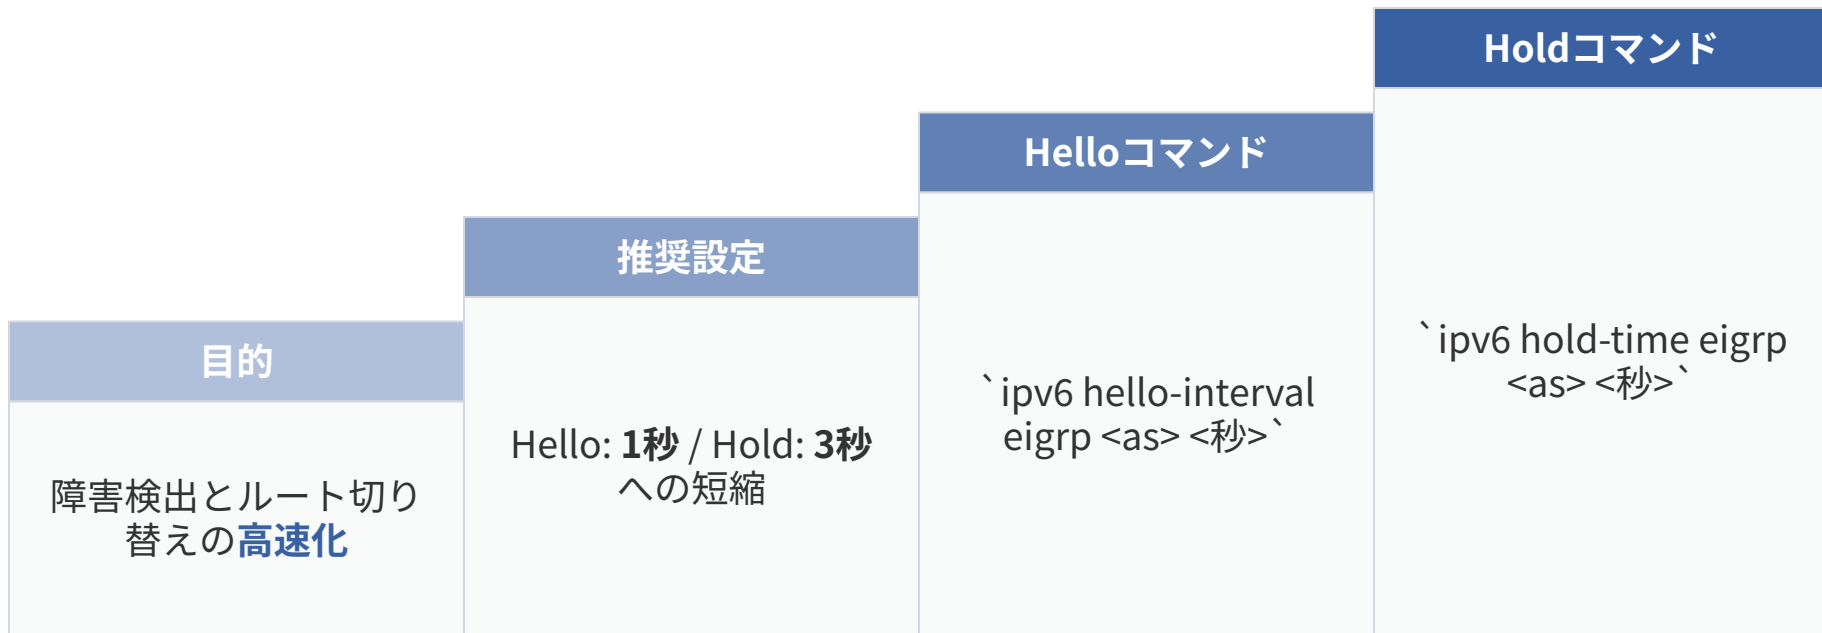 目的
障害検出とルート切り
替えの高速化
推奨設定
Hello: 1秒 / Hold: 3秒
への短縮
Helloコマンド
`ipv6 hello-interval
eigrp <as> <秒>`
Holdコマンド
`ipv6 hold-time eigrp
<as> <秒>`